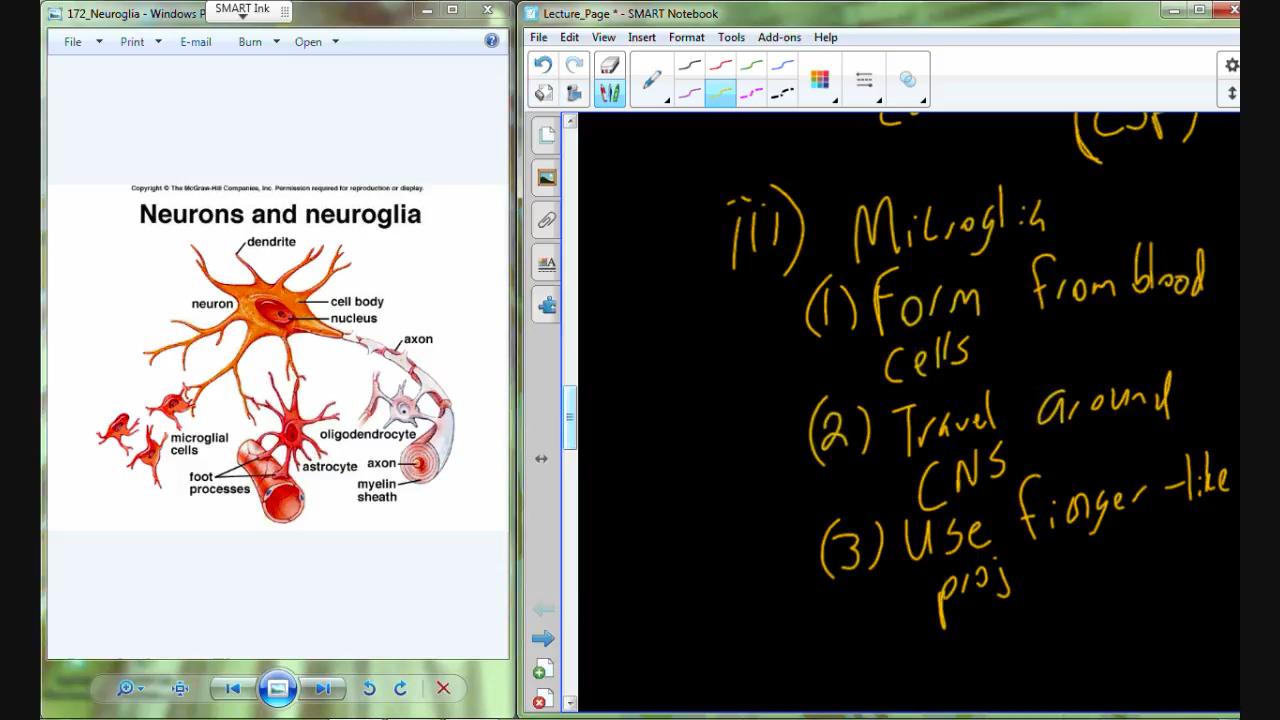 172_Neuroglia - Windows P
SMART Ink
File Print E-mail Burn Open
Copyright © The McGraw-Hill Companies, Inc. Permission required for reproduction or display.
Neurons and neuroglia
dendrite
neuron
cell body
nucleus
axon
microglial
cells
oligodendrocyte
foot
processes
astrocyte
axon
myelin
sheath
Lecture_Page * - SMART Notebook
File Edit View Insert Format Tools Add-ons Help
(CSF)
iii) Microglia
(1) Form from blood
cells
(2) Travel around
CNS
(3) Use finger-like
proj